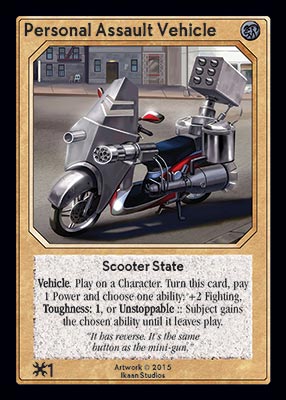 Personal Assault Vehicle
Scooter State
Vehicle. Play on a Character. Turn this card, pay
1 Power and choose one ability: +2 Fighting,
Toughness: 1, or Unstoppable :: Subject gains
the chosen ability until it leaves play.
"It has reverse. It's the same
button as the mini-gun."
1
Artwork © 2015
Ikaan Studios